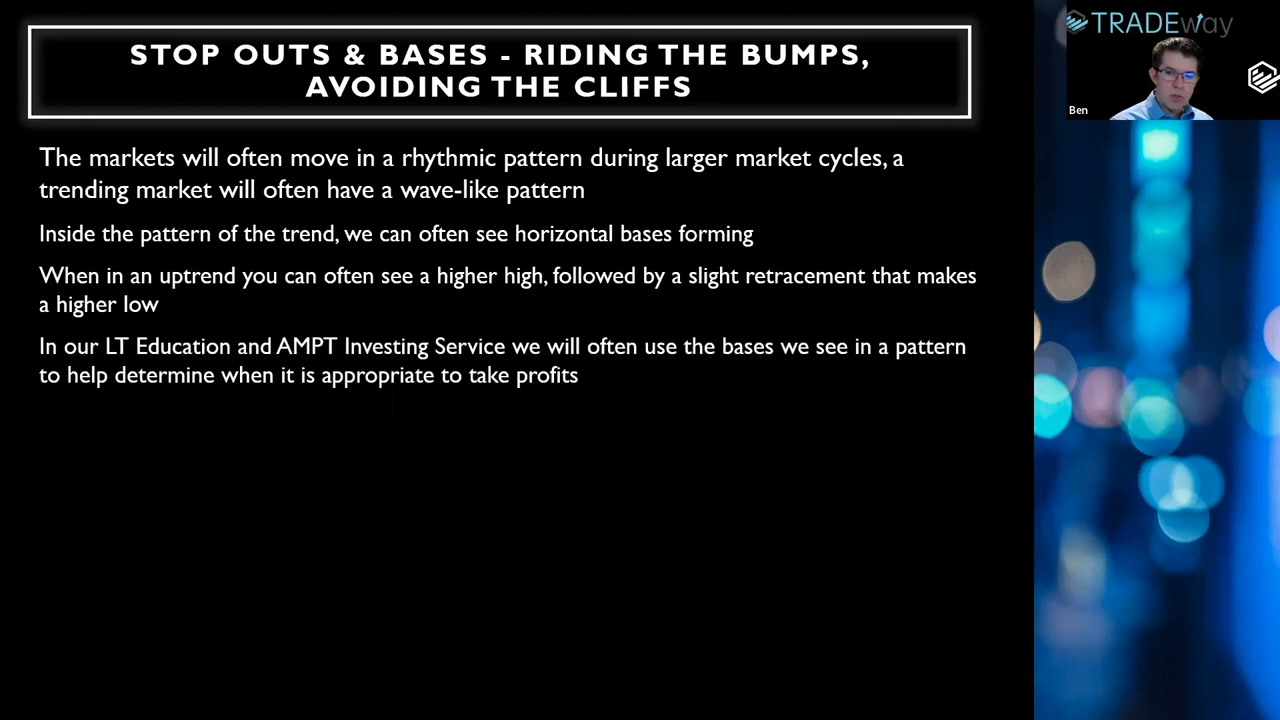 STOP OUTS & BASES - RIDING THE BUMPS,
AVOIDING THE CLIFFS
The markets will often move in a rhythmic pattern during larger market cycles, a
trending market will often have a wave-like pattern
Inside the pattern of the trend, we can often see horizontal bases forming
When in an uptrend you can often see a higher high, followed by a slight retracement that makes
a higher low
In our LT Education and AMPT Investing Service we will often use the bases we see in a pattern
to help determine when it is appropriate to take profits
TRADEway
Ben